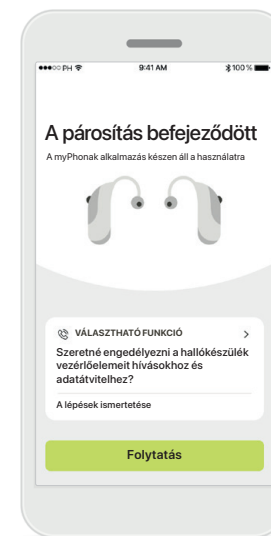 PH 9:41 AM 100 %
A párosítás befejeződött
A myPhonak alkalmazás készen áll a használatra
VÁLASZTHATÓ FUNKCIÓ
Szeretné engedélyezni a hallókészülék
vezérlőelemeit hívásokhoz és
adatátvitelhez?
A lépések ismertetése
Folytatás